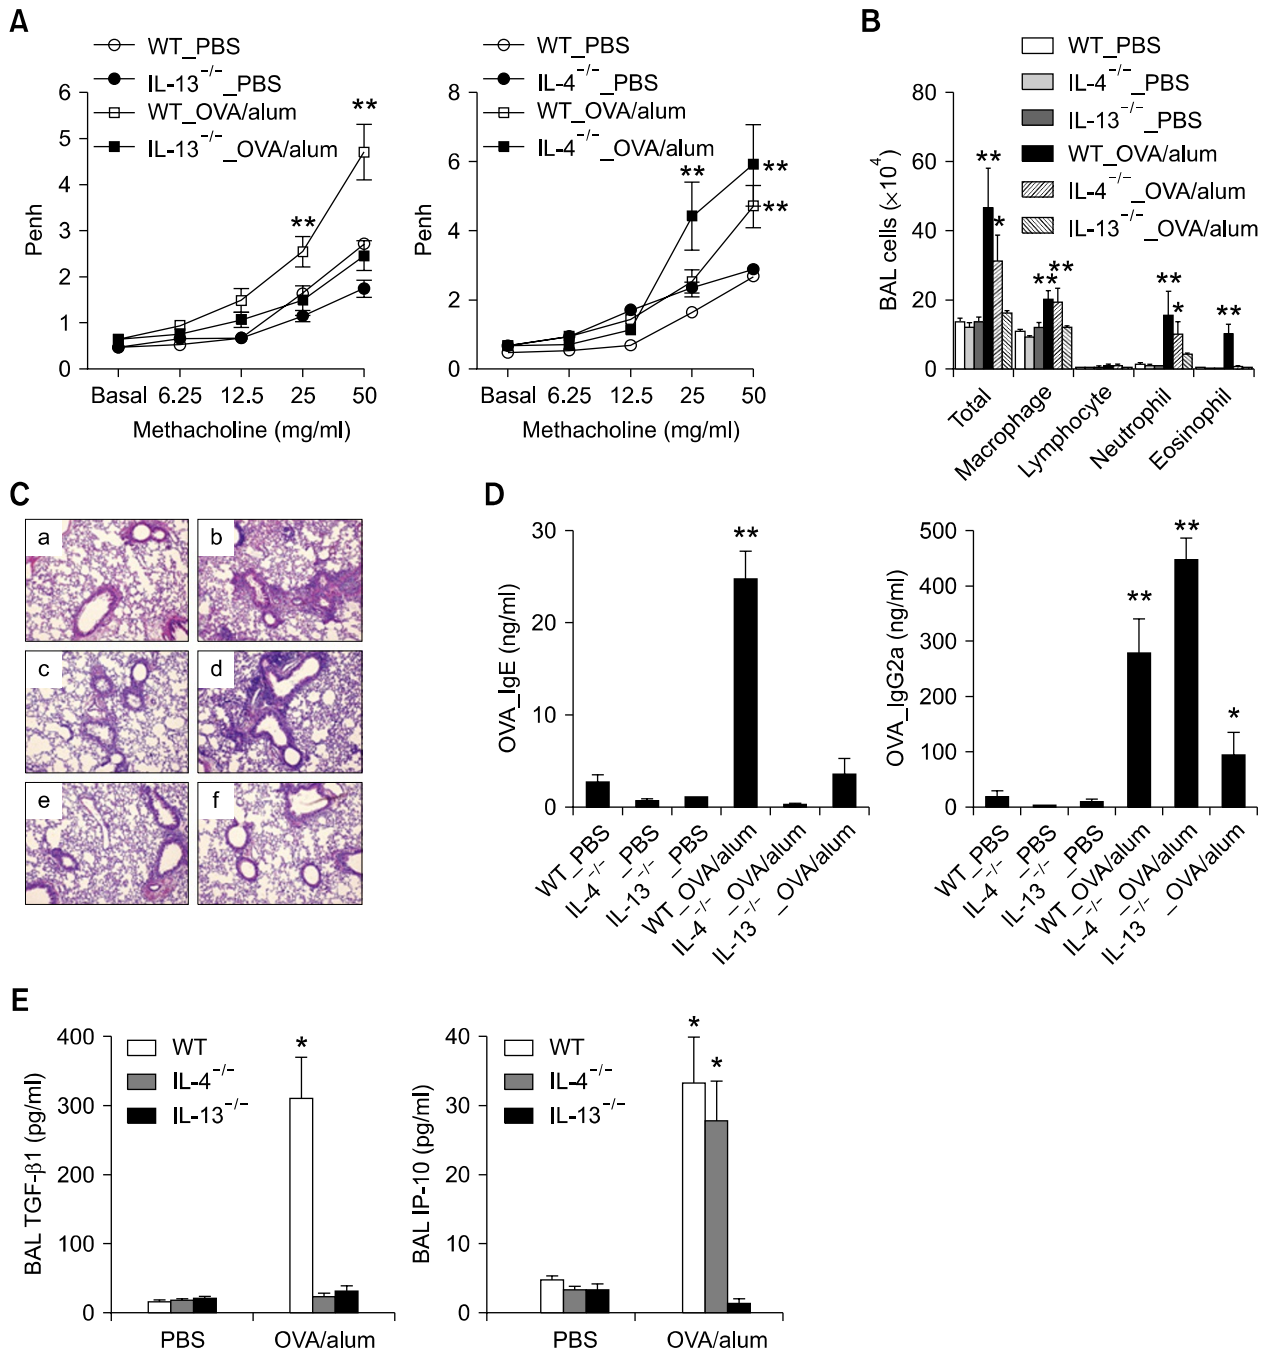 A
WT_PBS
IL-13−/−_PBS
WT_OVA/alum
IL-13−/−_OVA/alum
Penh
6
5
4
3
2
1
0
**
**
Basal 6.25 12.5 25 50
Methacholine (mg/ml)
WT_PBS
IL-4−/−_PBS
WT_OVA/alum
IL-4−/−_OVA/alum
Penh
8
6
4
2
0
**
**
**
Basal 6.25 12.5 25 50
Methacholine (mg/ml)
B
WT_PBS
IL-4−/−_PBS
IL-13−/−_PBS
WT_OVA/alum
IL-4−/−_OVA/alum
IL-13−/−_OVA/alum
BAL cells (×10⁴)
80
60
40
20
0
**
*
**
**
**
*
**
Total
Macrophage
Lymphocyte
Neutrophil
Eosinophil
C
a
b
c
d
e
f
D
OVA_IgE (ng/ml)
30
20
10
0
**
WT_PBS
IL-4−/−_PBS
IL-13−/−_PBS
WT_OVA/alum
IL-4−/−_OVA/alum
IL-13−/−_OVA/alum
OVA_IgG2a (ng/ml)
500
400
300
200
100
0
**
**
*
WT_PBS
IL-4−/−_PBS
IL-13−/−_PBS
WT_OVA/alum
IL-4−/−_OVA/alum
IL-13−/−_OVA/alum
E
WT
IL-4−/−
IL-13−/−
BAL TGF-β1 (pg/ml)
400
300
200
100
0
*
PBS OVA/alum
WT
IL-4−/−
IL-13−/−
BAL IP-10 (pg/ml)
40
30
20
10
0
*
*
PBS OVA/alum